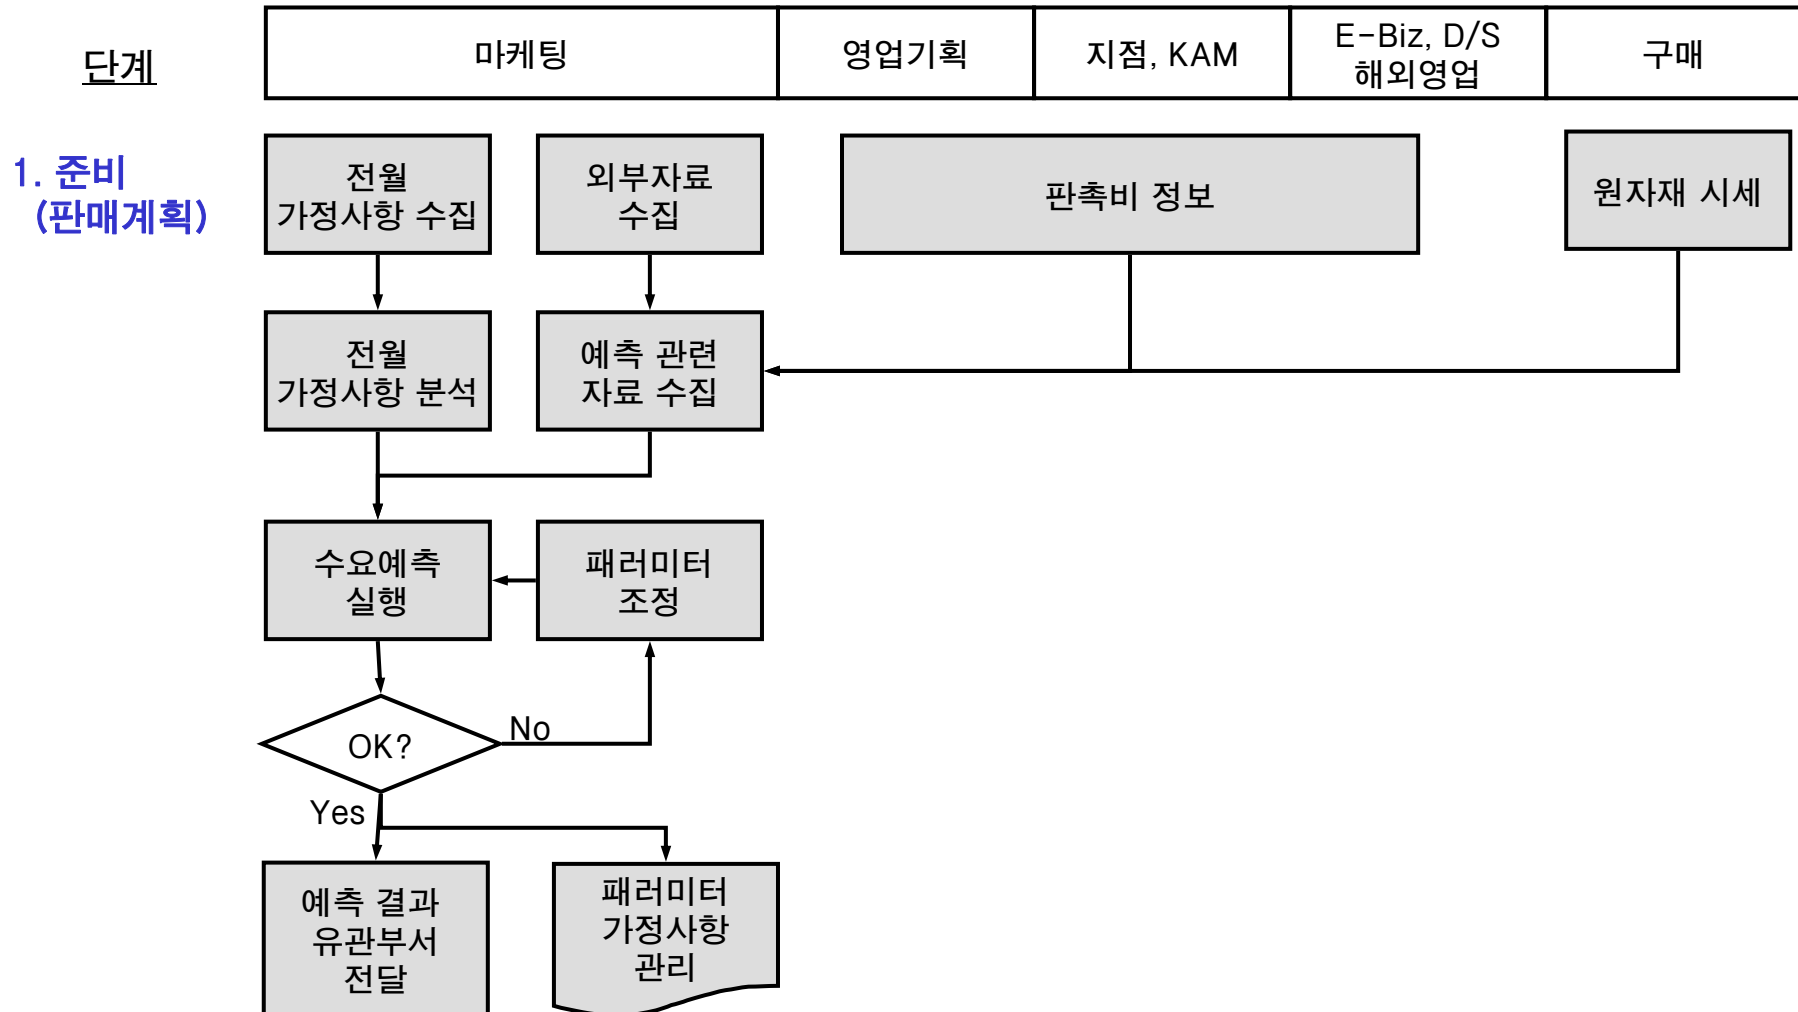 단계
마케팅
영업기획
지점, KAM
E-Biz, D/S
해외영업
구매
1. 준비
(판매계획)
전월
가정사항 수집
외부자료
수집
판촉비 정보
원자재 시세
전월
가정사항 분석
예측 관련
자료 수집
수요예측
실행
패러미터
조정
OK?
No
Yes
예측 결과
유관부서
전달
패러미터
가정사항
관리